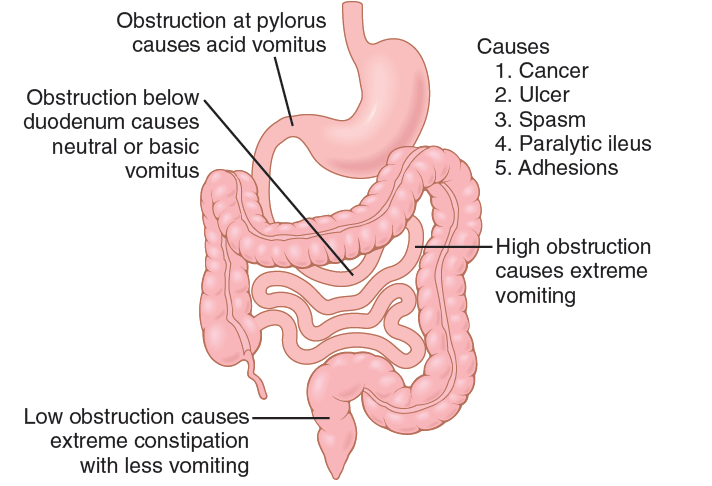 Obstruction at pylorus
causes acid vomitus
Obstruction below
duodenum causes
neutral or basic
vomitus
Causes
1. Cancer
2. Ulcer
3. Spasm
4. Paralytic ileus
5. Adhesions
High obstruction
causes extreme
vomiting
Low obstruction causes
extreme constipation
with less vomiting